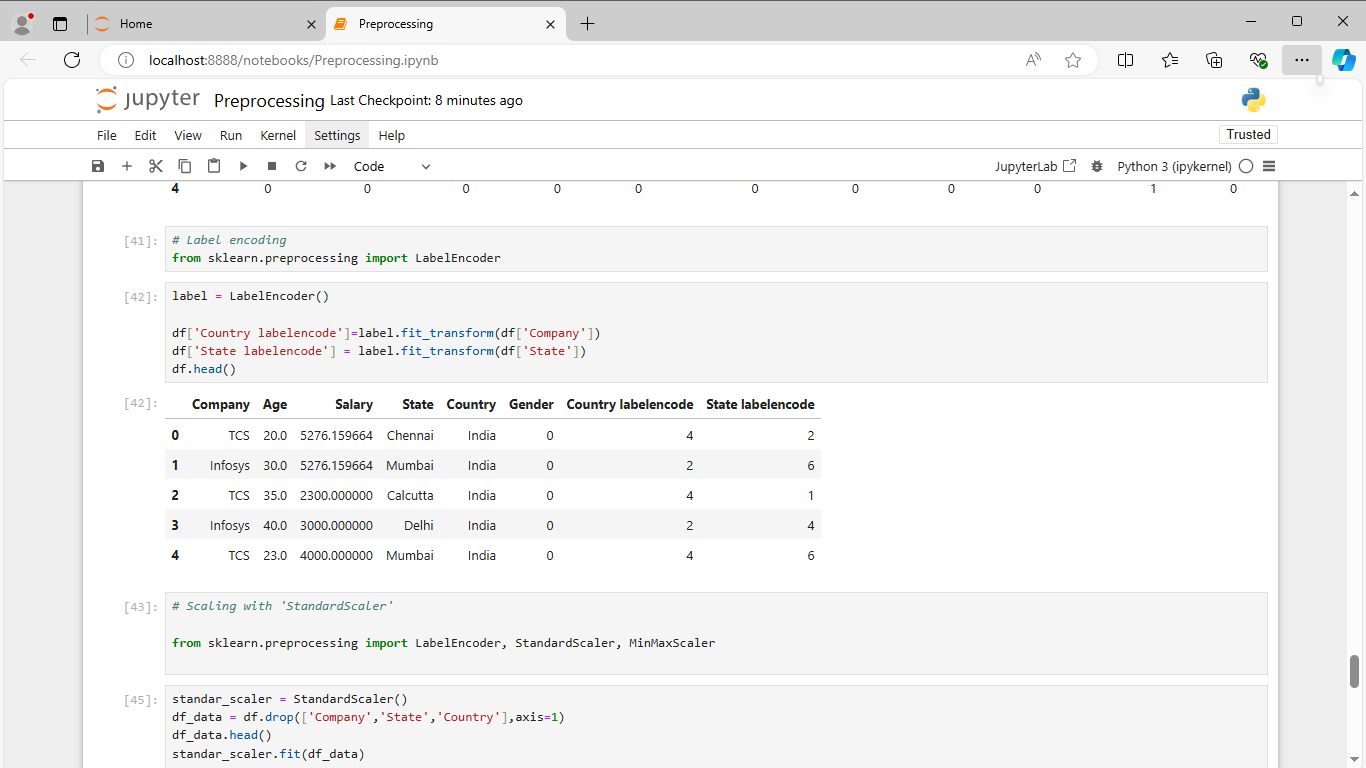 Home
Preprocessing
localhost:8888/notebooks/Preprocessing.ipynb
jupyter Preprocessing Last Checkpoint: 8 minutes ago
File Edit View Run Kernel Settings Help
Trusted
Code
JupyterLab
Python 3 (ipykernel)
4 0 0 0 0 0 0 0 0 0 1 0
[41]: # Label encoding
from sklearn.preprocessing import LabelEncoder
[42]: label = LabelEncoder()
df['Country labelencode']=label.fit_transform(df['Company'])
df['State labelencode'] = label.fit_transform(df['State'])
df.head()
[42]: Company Age Salary State Country Gender Country labelencode State labelencode
0 TCS 20.0 5276.159664 Chennai India 0 4 2
1 Infosys 30.0 5276.159664 Mumbai India 0 2 6
2 TCS 35.0 2300.000000 Calcutta India 0 4 1
3 Infosys 40.0 3000.000000 Delhi India 0 2 4
4 TCS 23.0 4000.000000 Mumbai India 0 4 6
[43]: # Scaling with 'StandardScaler'
from sklearn.preprocessing import LabelEncoder, StandardScaler, MinMaxScaler
[45]: standar_scaler = StandardScaler()
df_data = df.drop(['Company','State','Country'],axis=1)
df_data.head()
standar_scaler.fit(df_data)